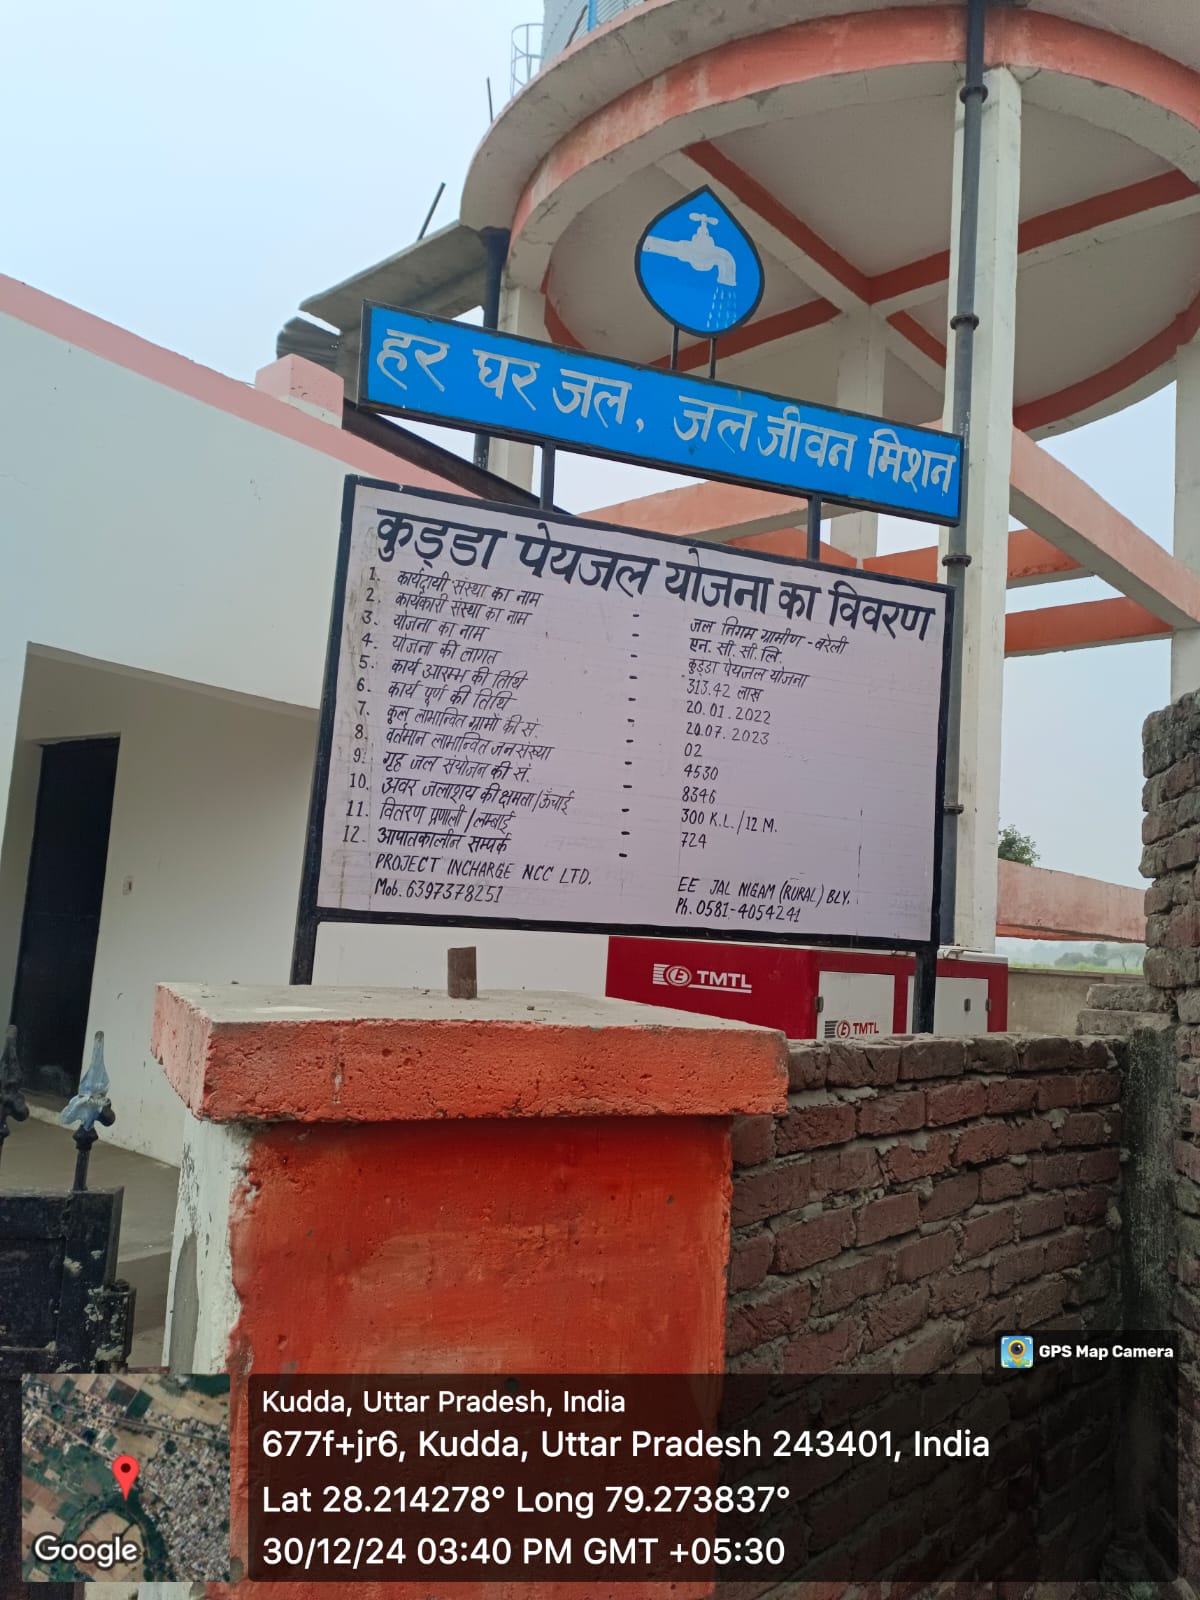 हर घर जल, जल जीवन मिशन
कुड्डा पेयजल योजना का विवरण
1. कार्यदायी संस्था का नाम - जल निगम ग्रामीण - बरेली
2. कार्यकारी संस्था का नाम - एन. सी. सी. लि.
3. योजना का नाम - कुड्डा पेयजल योजना
4. योजना की लागत - 313.42 लाख
5. कार्य आरम्भ की तिथि - 20.01.2022
6. कार्य पूर्ण की तिथि - 20.07.2023
7. कुल लाभान्वित ग्रामों की सं. - 02
8. वर्तमान लाभान्वित जनसंख्या - 4530
9. गृह जल संयोजन की सं. - 8346
10. अवर जलाशय की क्षमता/ऊँचाई - 300 K.L./12 M.
11. वितरण प्रणाली/लम्बाई - 724
12. आपातकालीन सम्पर्क -
PROJECT INCHARGE NCC LTD. EE JAL NIGAM (RURAL) BLY.
Mob. 6397378251 Ph. 0581-4054241
TMTL
TMTL
GPS Map Camera
Kudda, Uttar Pradesh, India
677f+jr6, Kudda, Uttar Pradesh 243401, India
Lat 28.214278° Long 79.273837°
30/12/24 03:40 PM GMT +05:30
Google